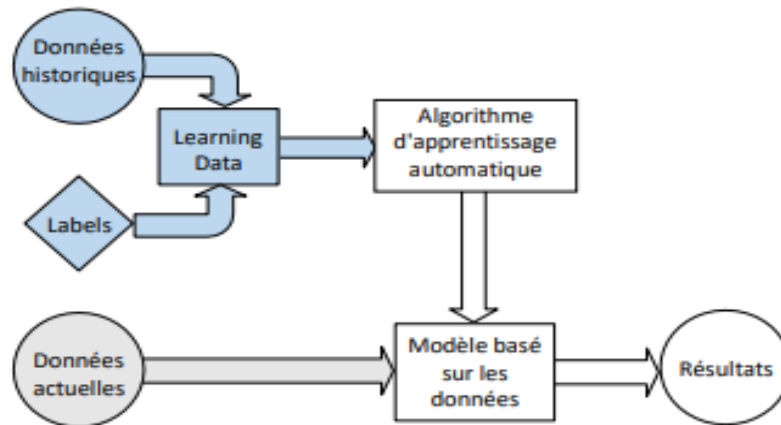 Données
historiques
Learning
Data
Algorithme
d'apprentissage
automatique
Labels
Données
actuelles
Modèle basé
sur les
données
Résultats